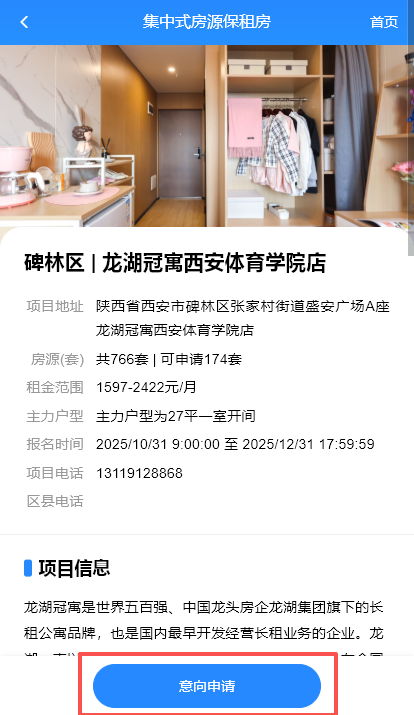 集中式房源保租房
首页
碑林区 | 龙湖冠寓西安体育学院店
项目地址 陕西省西安市碑林区张家村街道盛安广场A座
龙湖冠寓西安体育学院店
房源(套) 共766套 | 可申请174套
租金范围 1597-2422元/月
主力户型 主力户型为27平一室开间
报名时间 2025/10/31 9:00:00 至 2025/12/31 17:59:59
项目电话 13119128868
区县电话
项目信息
龙湖冠寓是世界五百强、中国龙头房企龙湖集团旗下的长
租公寓品牌，也是国内最早开发经营长租业务的企业。龙
意向申请